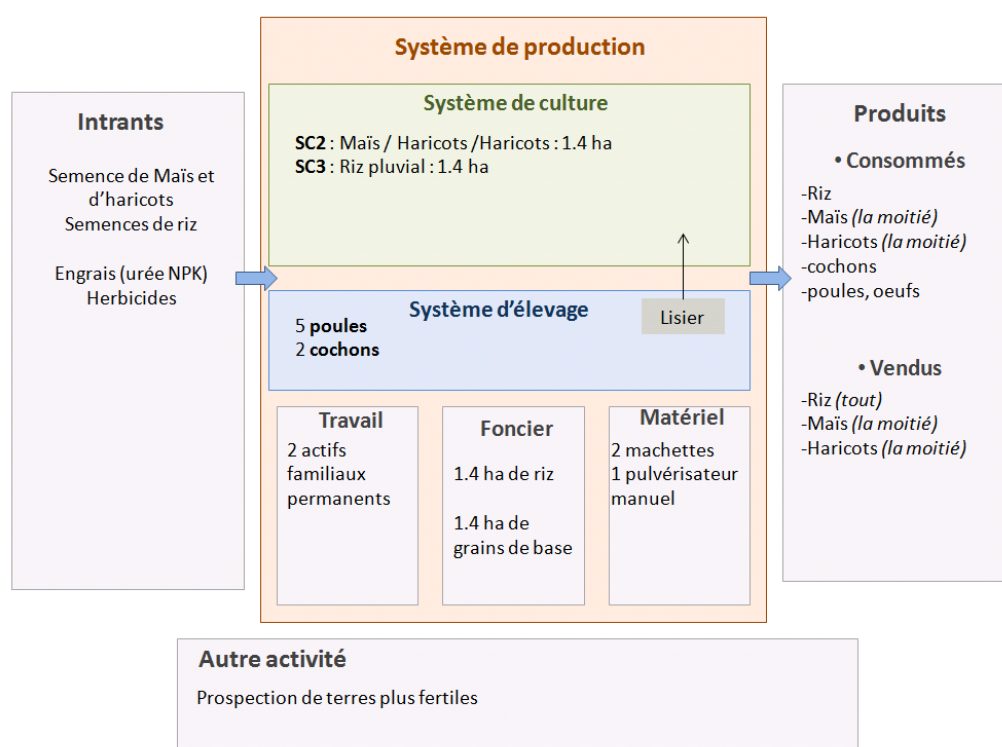 Système de production
Intrants
Semence de Maïs et
d'haricots
Semences de riz
Engrais (urée NPK)
Herbicides
Système de culture
SC2 : Maïs / Haricots /Haricots : 1.4 ha
SC3 : Riz pluvial : 1.4 ha
Système d'élevage
5 poules
2 cochons
Lisier
Travail
2 actifs
familiaux
permanents
Foncier
1.4 ha de riz
1.4 ha de
grains de base
Matériel
2 machettes
1 pulvérisateur
manuel
Produits
• Consommés
-Riz
-Maïs (la moitié)
-Haricots (la moitié)
-cochons
-poules, oeufs
• Vendus
-Riz (tout)
-Maïs (la moitié)
-Haricots (la moitié)
Autre activité
Prospection de terres plus fertiles